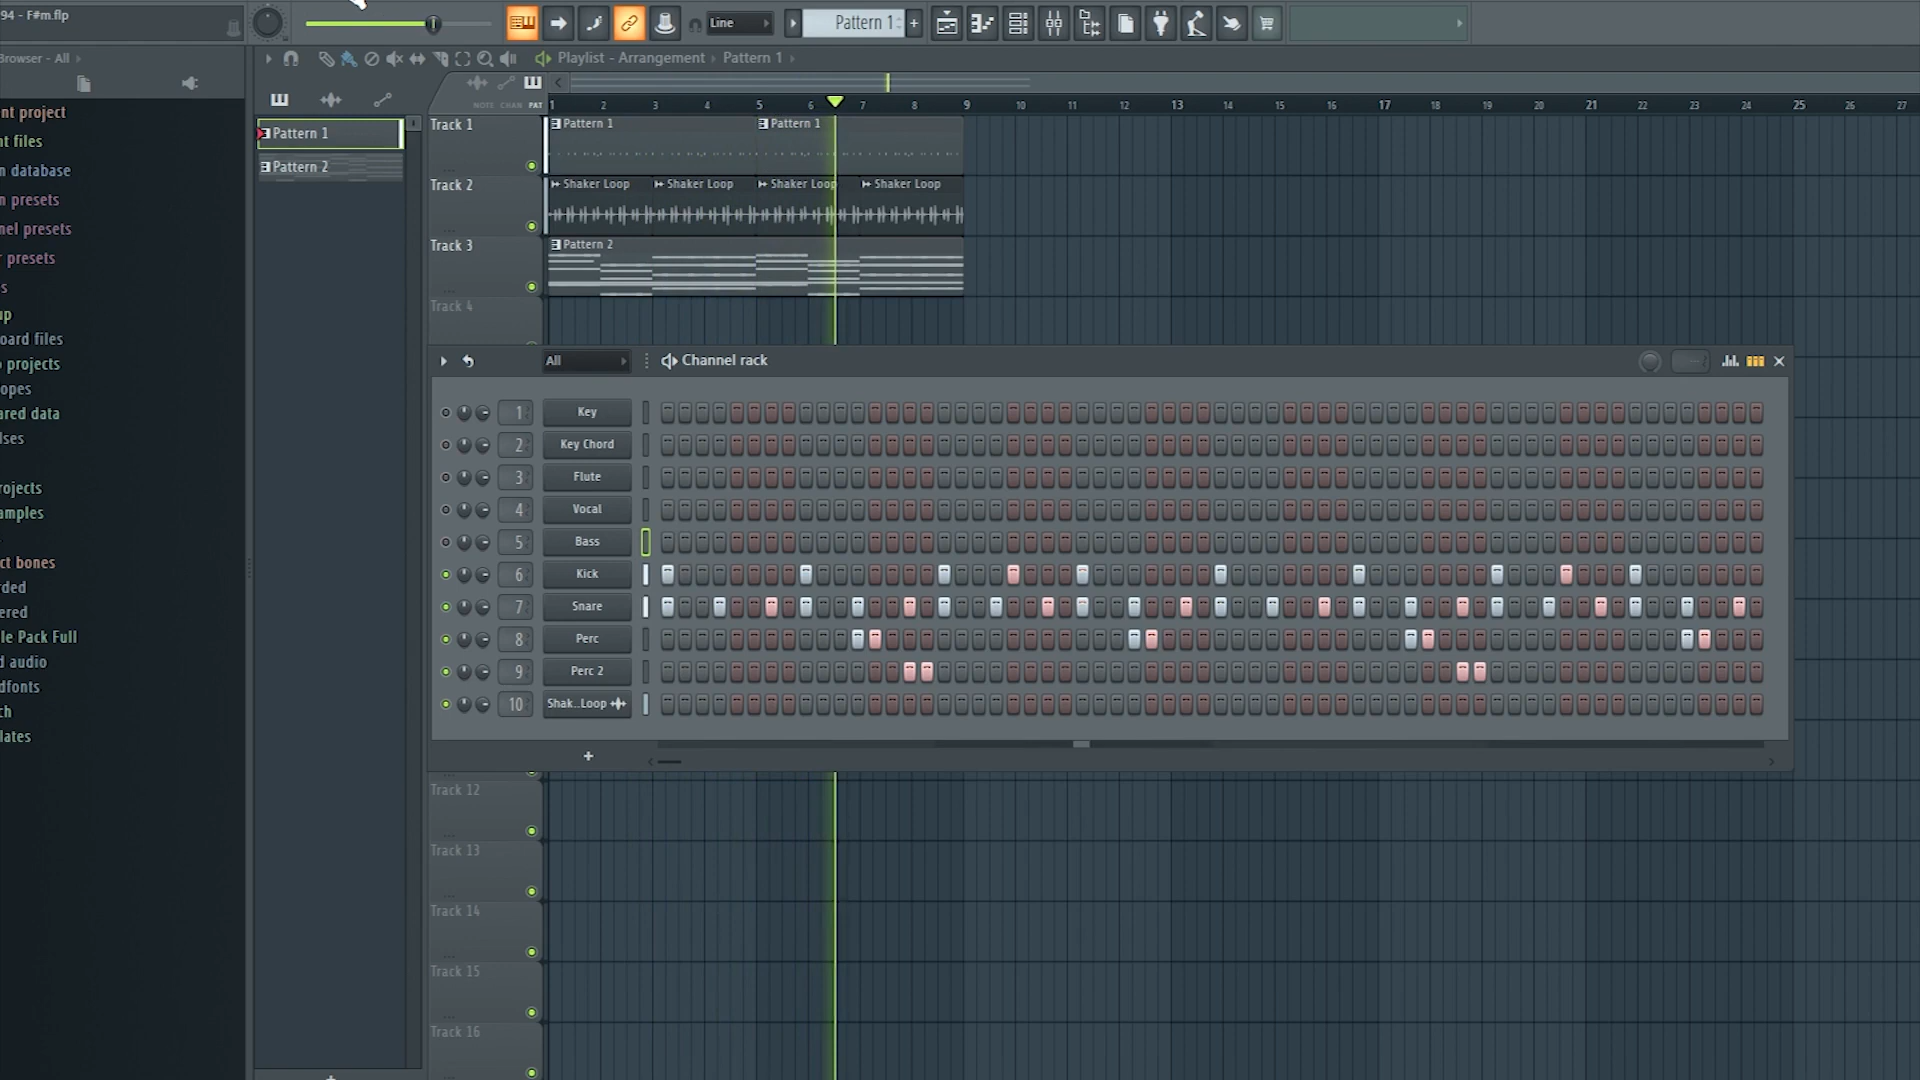 94 - F#m.flp
Line
Pattern 1
Browser - All
Playlist - Arrangement › Pattern 1 ›
NOTE CHAN PAT
1 2 3 4 5 6 7 8 9 10 11 12 13 14 15 16 17 18 19 20 21 22 23 24 25 26 27
nt project
nt files
n database
n presets
nel presets
r presets
s
up
oard files
o projects
opes
ared data
lses
rojects
amples
ct bones
rded
ered
le Pack Full
d audio
ndfonts
ch
lates
Pattern 1
Pattern 2
Track 1
Pattern 1 Pattern 1
Track 2
Shaker Loop Shaker Loop Shaker Loop Shaker Loop
Track 3
Pattern 2
Track 4
All
Channel rack
1 Key
2 Key Chord
3 Flute
4 Vocal
5 Bass
6 Kick
7 Snare
8 Perc
9 Perc 2
10 Shak..Loop
+
Track 12
Track 13
Track 14
Track 15
Track 16